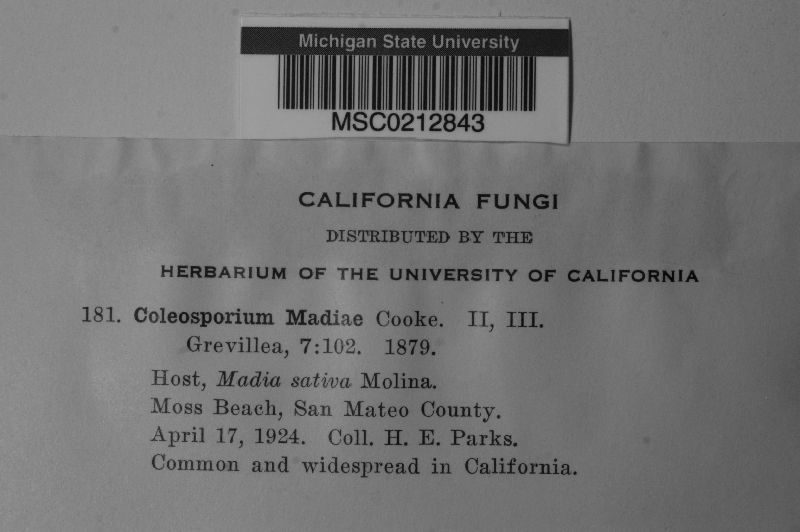 Michigan State University
MSC0212843
CALIFORNIA FUNGI
DISTRIBUTED BY THE
HERBARIUM OF THE UNIVERSITY OF CALIFORNIA
181. Coleosporium Madiae Cooke. II, III.
Grevillea, 7:102. 1879.
Host, Madia sativa Molina.
Moss Beach, San Mateo County.
April 17, 1924. Coll. H. E. Parks.
Common and widespread in California.